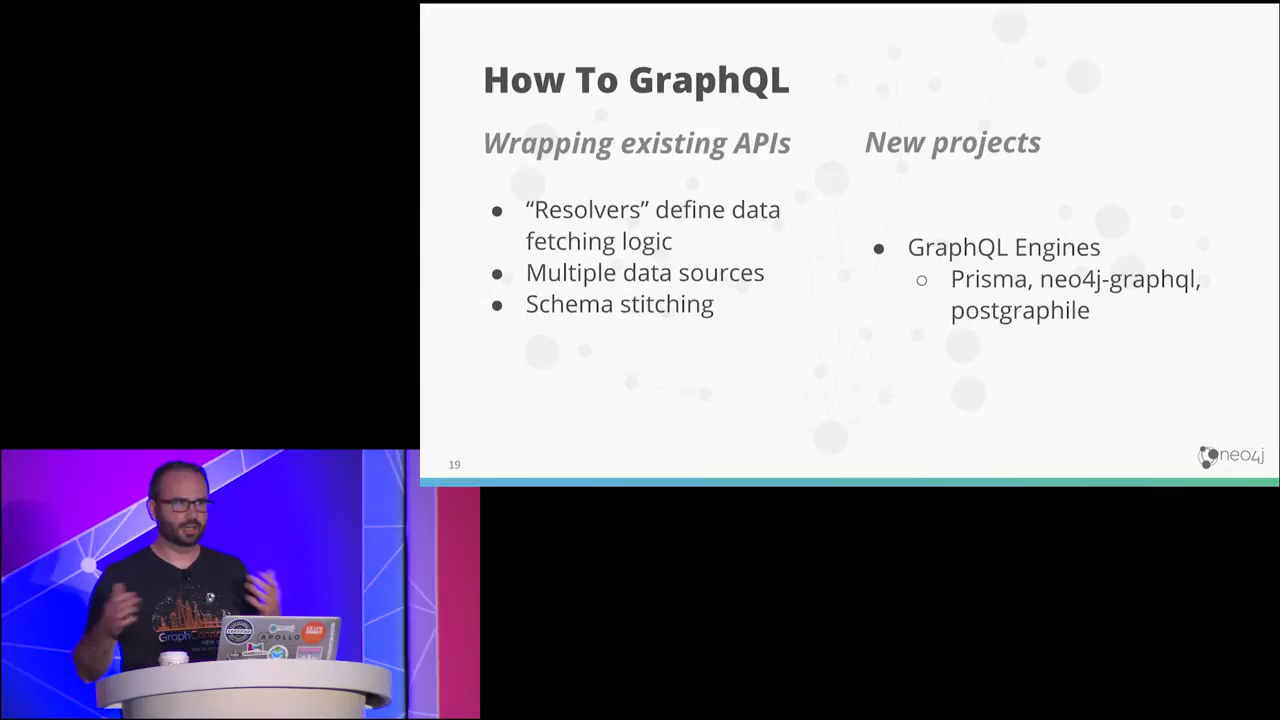 How To GraphQL
Wrapping existing APIs
● “Resolvers” define data
fetching logic
● Multiple data sources
● Schema stitching
New projects
● GraphQL Engines
○ Prisma, neo4j-graphql,
postgraphile
19
neo4j
APOLLO